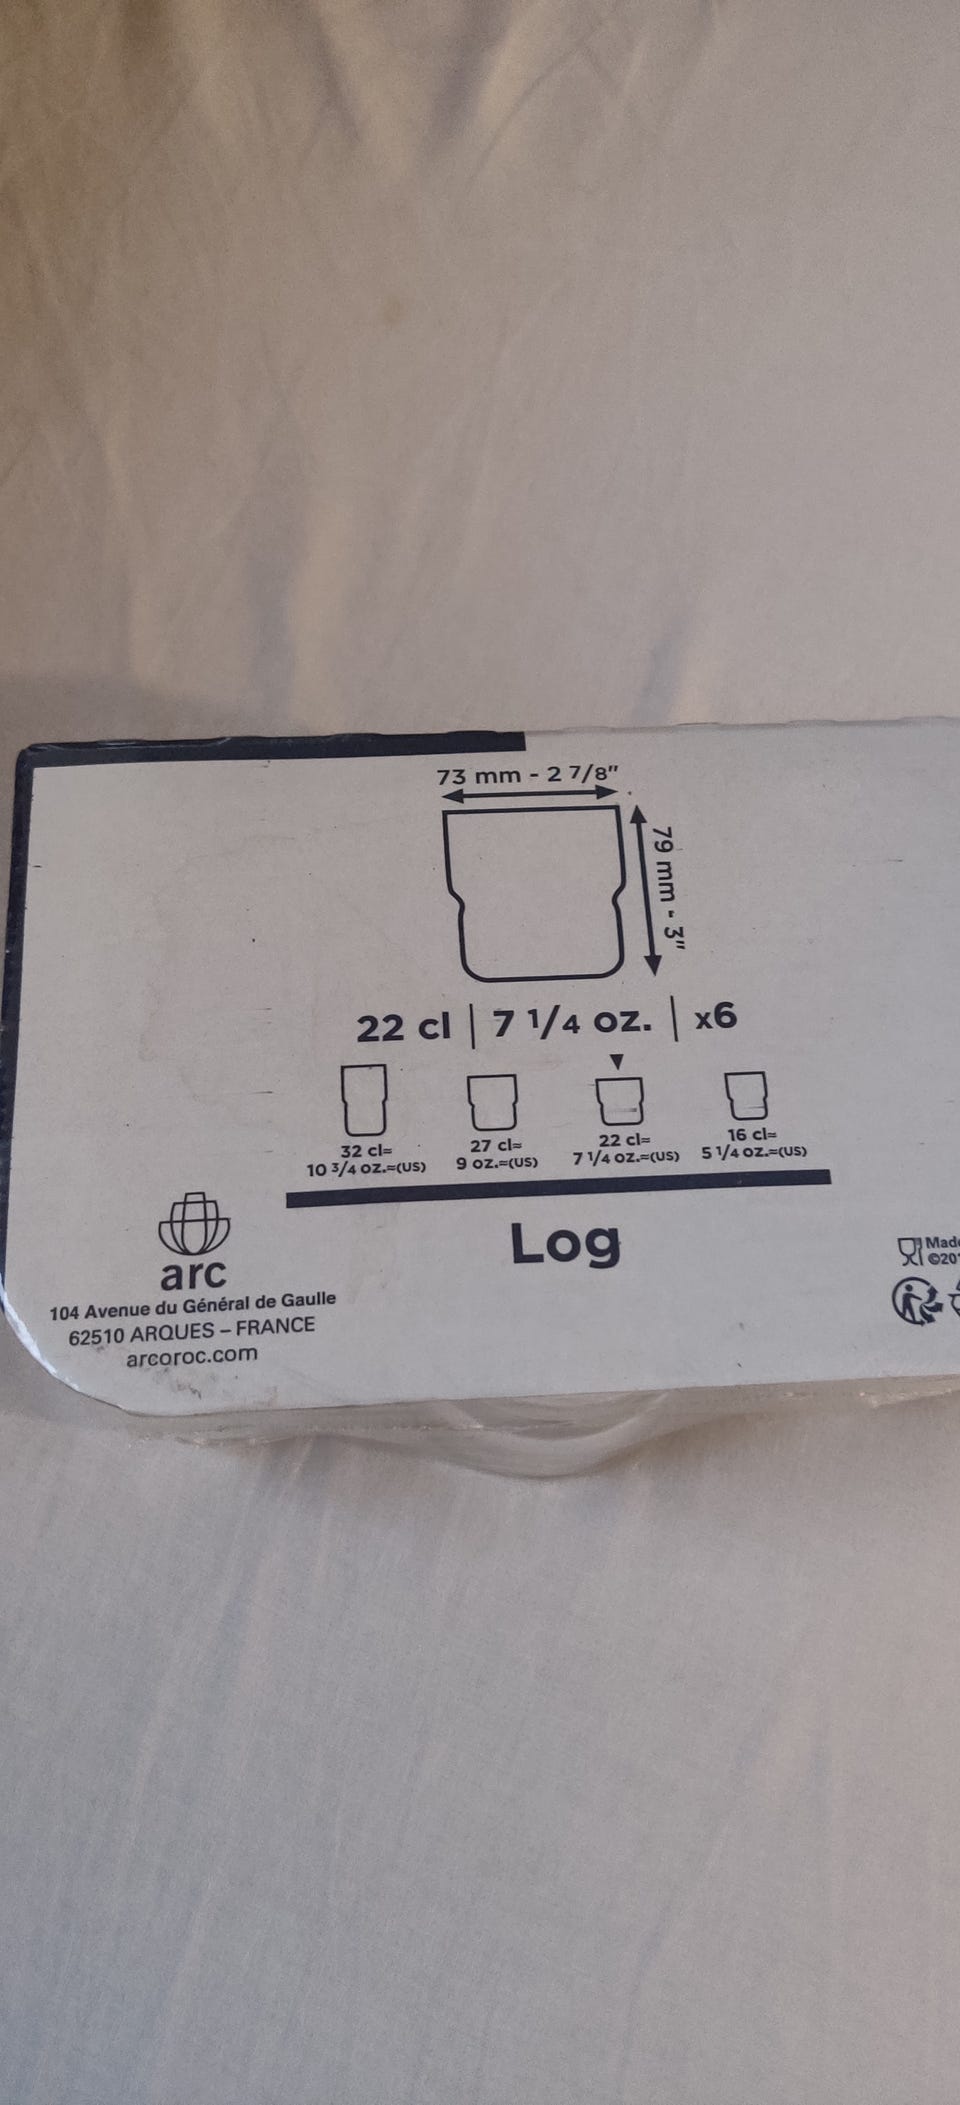 73 mm - 2 7/8"
79 mm - 3"
22 cl | 7 1/4 oz. | x6
32 cl≈ 27 cl≈ 22 cl≈ 16 cl≈
10 3/4 oz.≈(US) 9 oz.≈(US) 7 1/4 oz.≈(US) 5 1/4 oz.≈(US)
Log
arc
104 Avenue du Général de Gaulle
62510 ARQUES – FRANCE
arcoroc.com
Made
©201